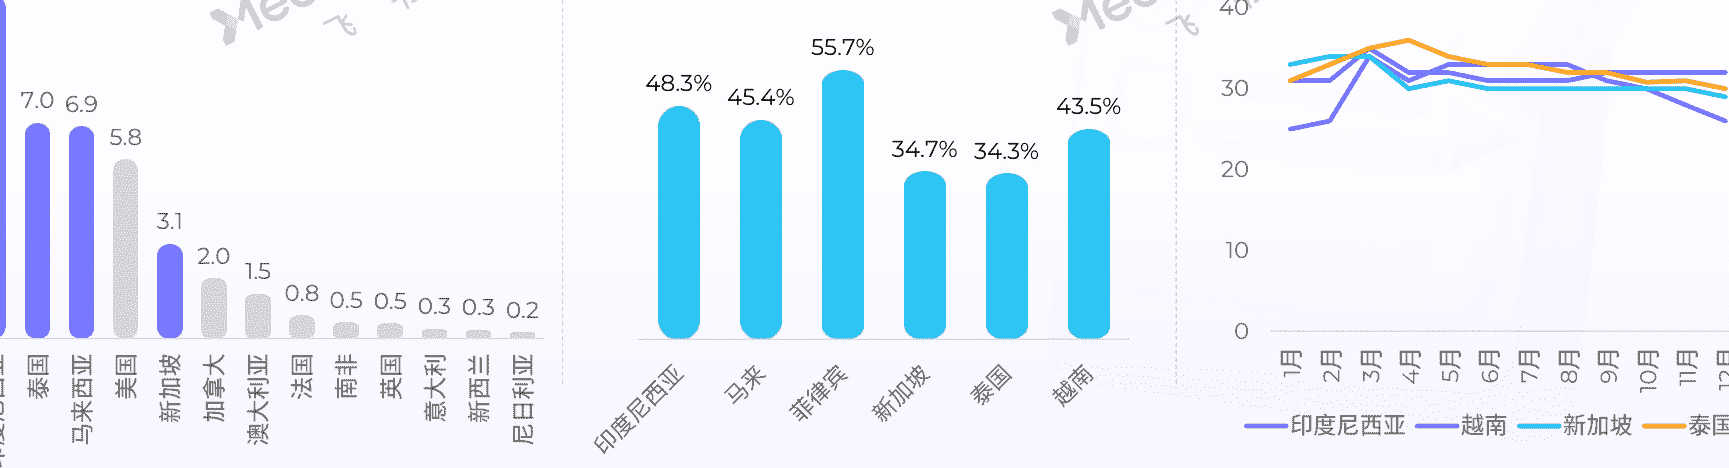 7.0
6.9
5.8
3.1
2.0
1.5
0.8
0.5
0.5
0.3
0.3
0.2
泰国
马来西亚
美国
新加坡
加拿大
澳大利亚
法国
南非
英国
意大利
新西兰
尼日利亚
48.3%
45.4%
55.7%
34.7%
34.3%
43.5%
印度尼西亚
马来
菲律宾
新加坡
泰国
越南
40
30
20
10
0
1月
2月
3月
4月
5月
6月
7月
8月
9月
10月
11月
12月
印度尼西亚 越南 新加坡 泰国